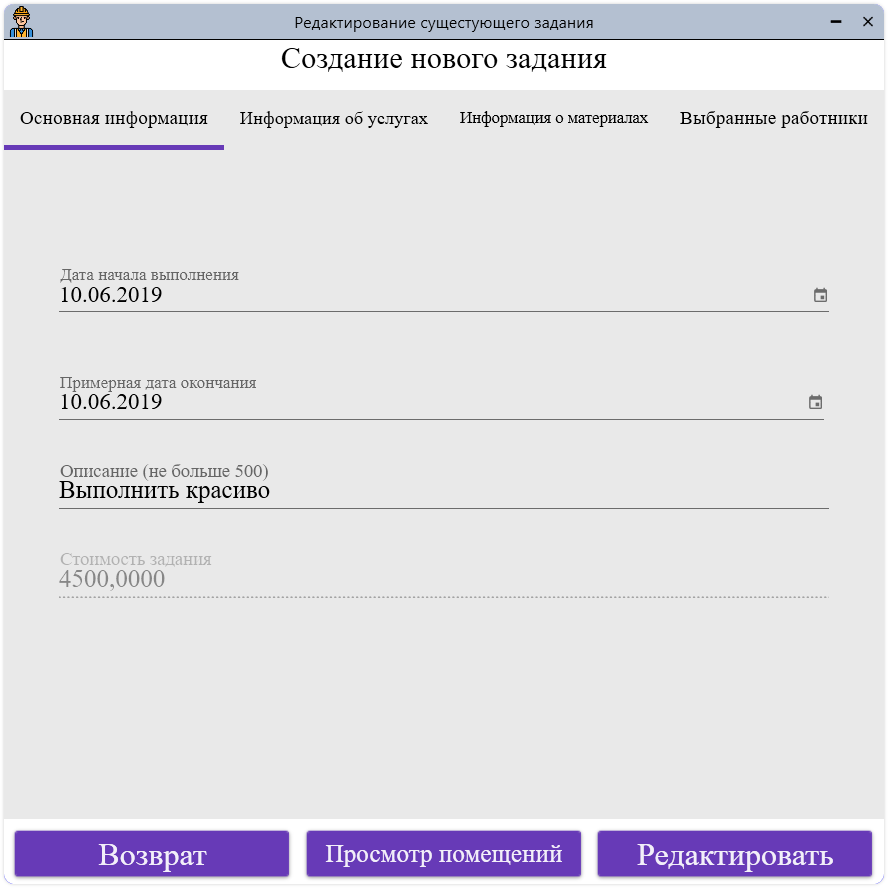 Редактирование сущестующего задания
Создание нового задания
Основная информация
Информация об услугах
Информация о материалах
Выбранные работники
Дата начала выполнения
10.06.2019
Примерная дата окончания
10.06.2019
Описание (не больше 500)
Выполнить красиво
Стоимость задания
4500,0000
Возврат
Просмотр помещений
Редактировать